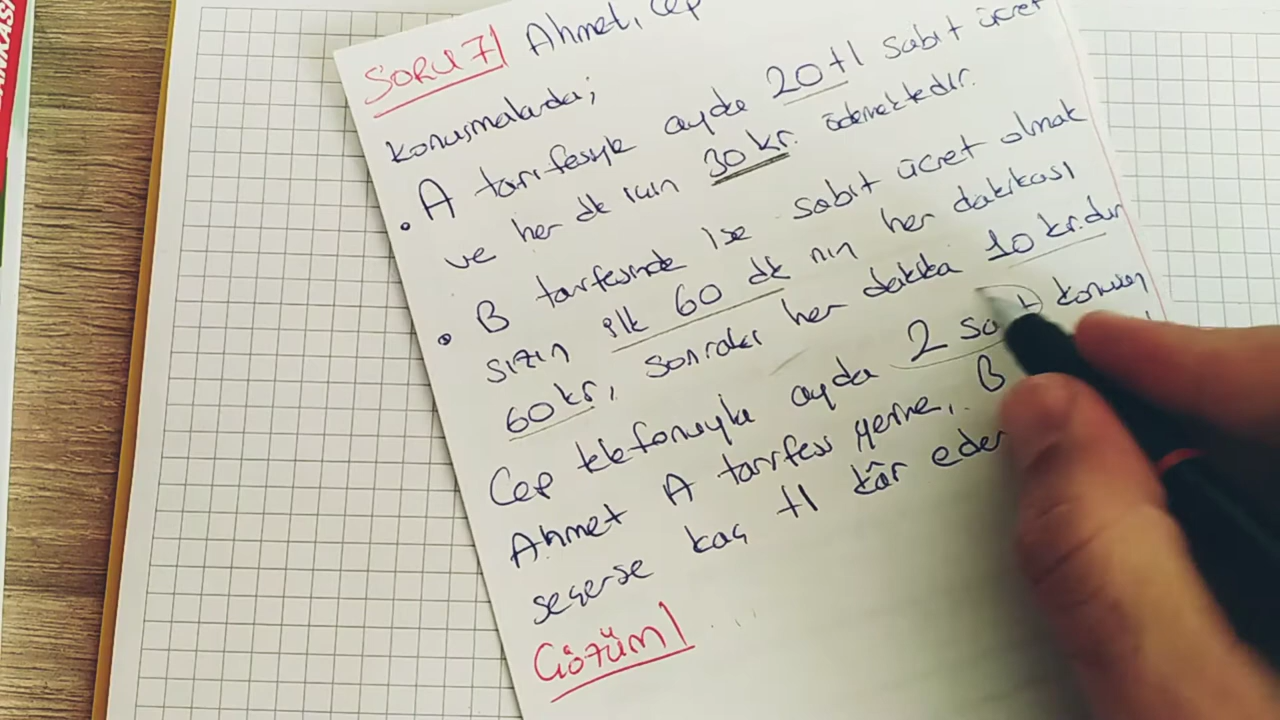 SORU 7 Ahmet, cep
konuşmalarda;
• A tarifesiyle ayda 20 tl sabit ücret
ve her dk için 30 kr. ödemektedir.
• B tarifesinde ise sabit ücret olmak
sızın ilk 60 dk nın her dakikası
60 kr, sonraki her dakika 10 kr.dır
Cep telefonuyla ayda 2 saat konuşan
Ahmet A tarifesi yerine, B
seçerse kaç tl kâr eder
Çözüm